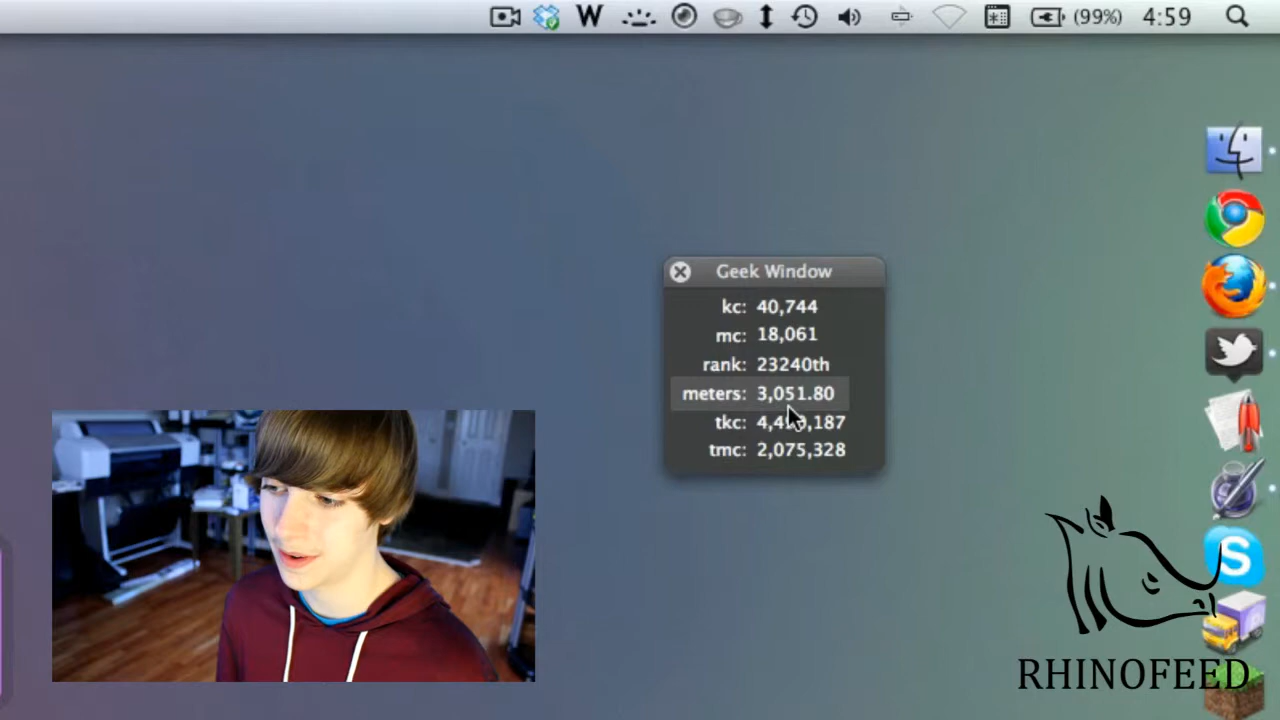 W (99%) 4:59
Geek Window
kc: 40,744
mc: 18,061
rank: 23240th
meters: 3,051.80
tkc:
tmc: 2,075,328
S
RHINOFEED